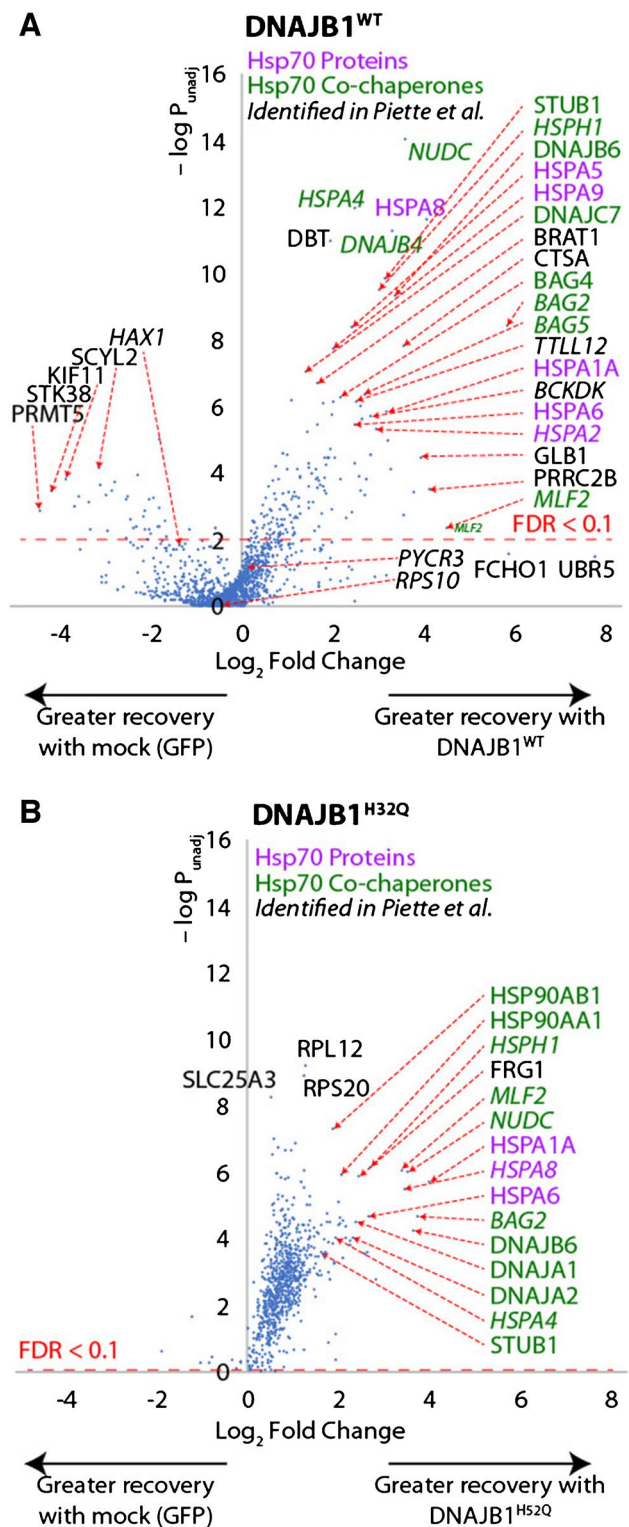 A
DNAJB1WT
Hsp70 Proteins
Hsp70 Co-chaperones
Identified in Piette et al.
– log Punadj
16
14
12
10
8
6
4
2
0
NUDC
HSPA4
HSPA8
DBT
DNAJB4
STUB1
HSPH1
DNAJB6
HSPA5
HSPA9
DNAJC7
BRAT1
CTSA
BAG4
BAG2
BAG5
TTLL12
HSPA1A
BCKDK
HSPA6
HSPA2
GLB1
PRRC2B
MLF2
HAX1
SCYL2
KIF11
STK38
PRMT5
MLF2
FDR < 0.1
PYCR3
RPS10
FCHO1 UBR5
-4 -2 0 2 4 6 8
Log2 Fold Change
Greater recovery
with mock (GFP)
Greater recovery with
DNAJB1WT
B
DNAJB1H32Q
Hsp70 Proteins
Hsp70 Co-chaperones
Identified in Piette et al.
– log Punadj
16
14
12
10
8
6
4
2
0
RPL12
SLC25A3
RPS20
HSP90AB1
HSP90AA1
HSPH1
FRG1
MLF2
NUDC
HSPA1A
HSPA8
HSPA6
BAG2
DNAJB6
DNAJA1
DNAJA2
HSPA4
STUB1
FDR < 0.1
-4 -2 0 2 4 6 8
Log2 Fold Change
Greater recovery
with mock (GFP)
Greater recovery with
DNAJB1H52Q